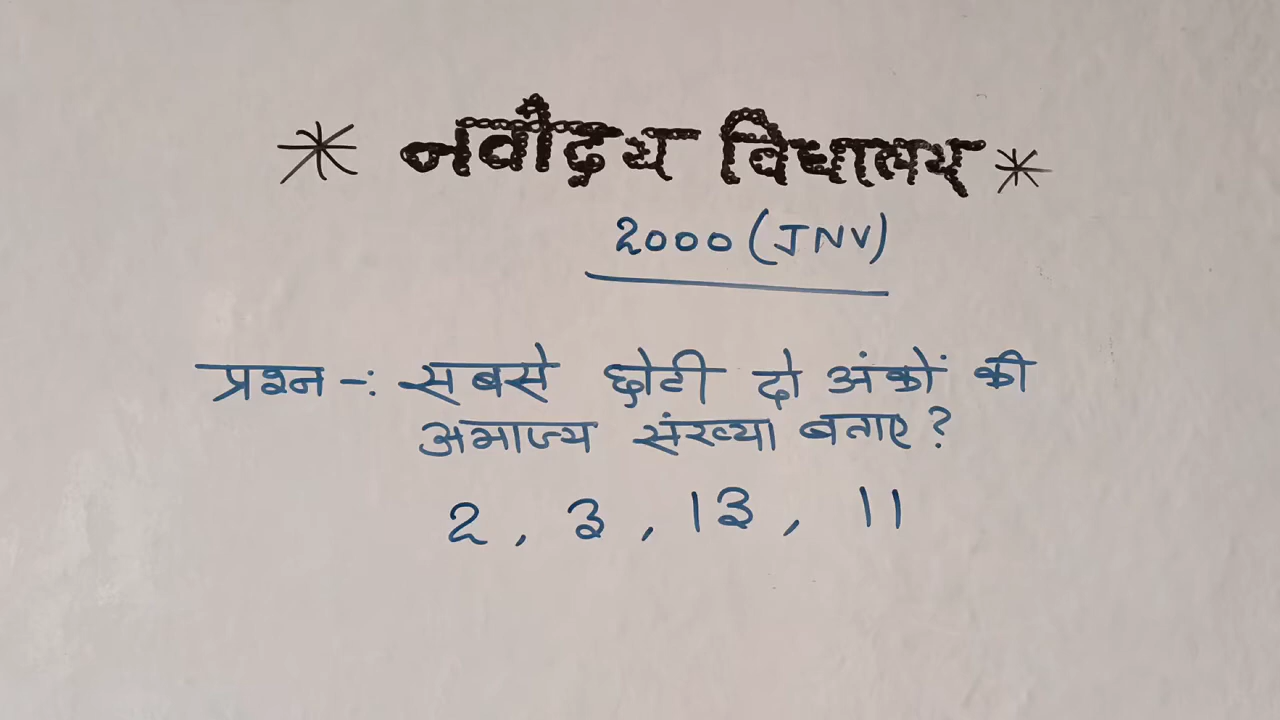 * नवोदय विधालय *
2000 (JNV)
प्रश्न -: सबसे छोटी दो अंकों की
अभाज्य संख्या बताए ?
2 , 3 , 13 , 11